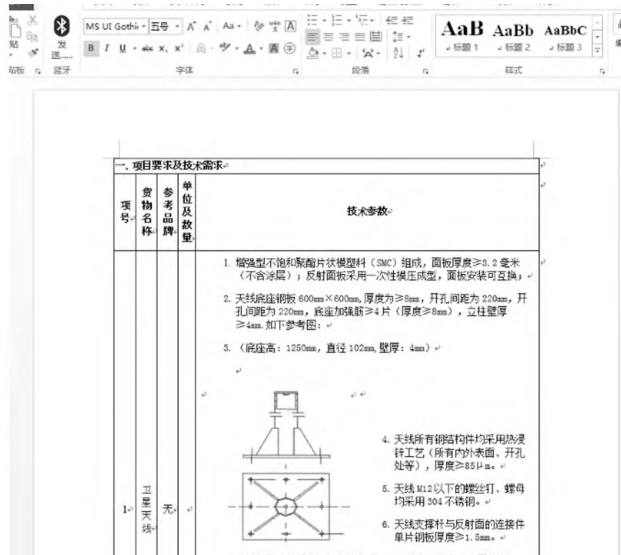 MS UI Gothi 五号 A A Aa 文 A
B I U abc X₂ X² A A A 字
AaB AaBb AaBbC
标题 1 标题 2 标题 3
贴
发
送......
贴板 蓝牙 字体 段落 样式
一、项目要求及技术需求
项号 货物名称 参考品牌 单位及数量 技术参数
1. 增强型不饱和聚酯片状模塑料（SMC）组成，面板厚度≥3.2 毫米
（不含涂层）；反射面板采用一次性模压成型，面板安装可互换；
2. 天线底座钢板 600mm×600mm,厚度为≥8mm，开孔间距为 220mm，开
孔间距为 220mm，底座加强筋≥4 片（厚度≥8mm），立柱壁厚
≥4mm.如下参考图：
3. （底座高：1250mm，直径 102mm,壁厚：4mm）
4. 天线所有钢结构件均采用热浸
锌工艺（所有内外表面、开孔
处等），厚度≥85μm。
5. 天线 M12 以下的螺丝钉、螺母
均采用 304 不锈钢。
6. 天线支撑杆与反射面的连接件
单片钢板厚度≥1.5mm。
1 卫星天线 无